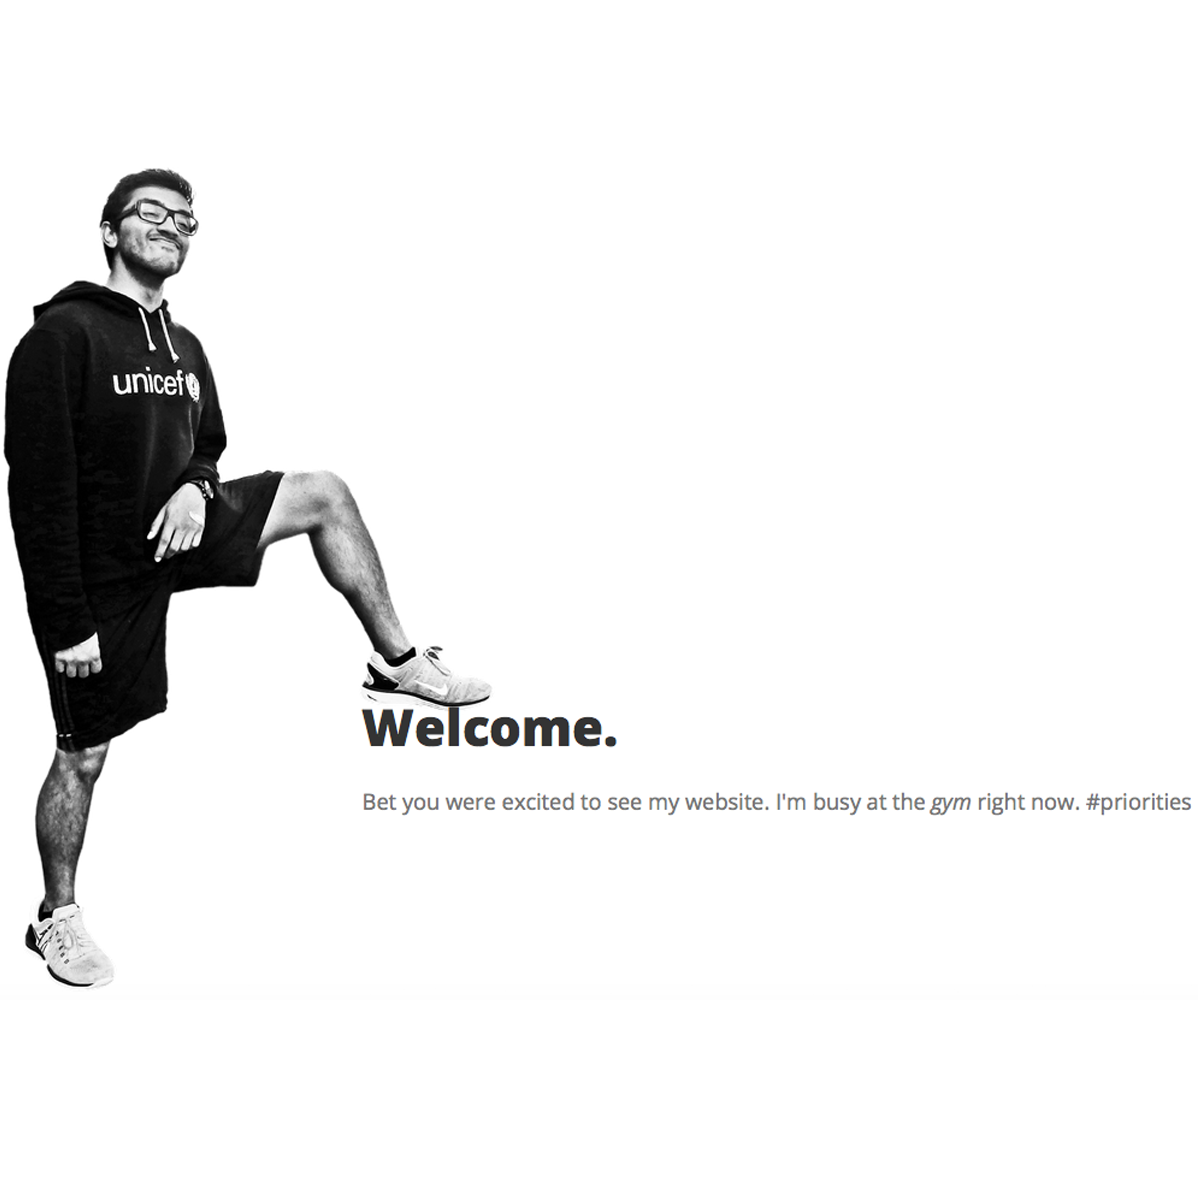 unicef
Welcome.
Bet you were excited to see my website. I'm busy at the gym right now. #priorities